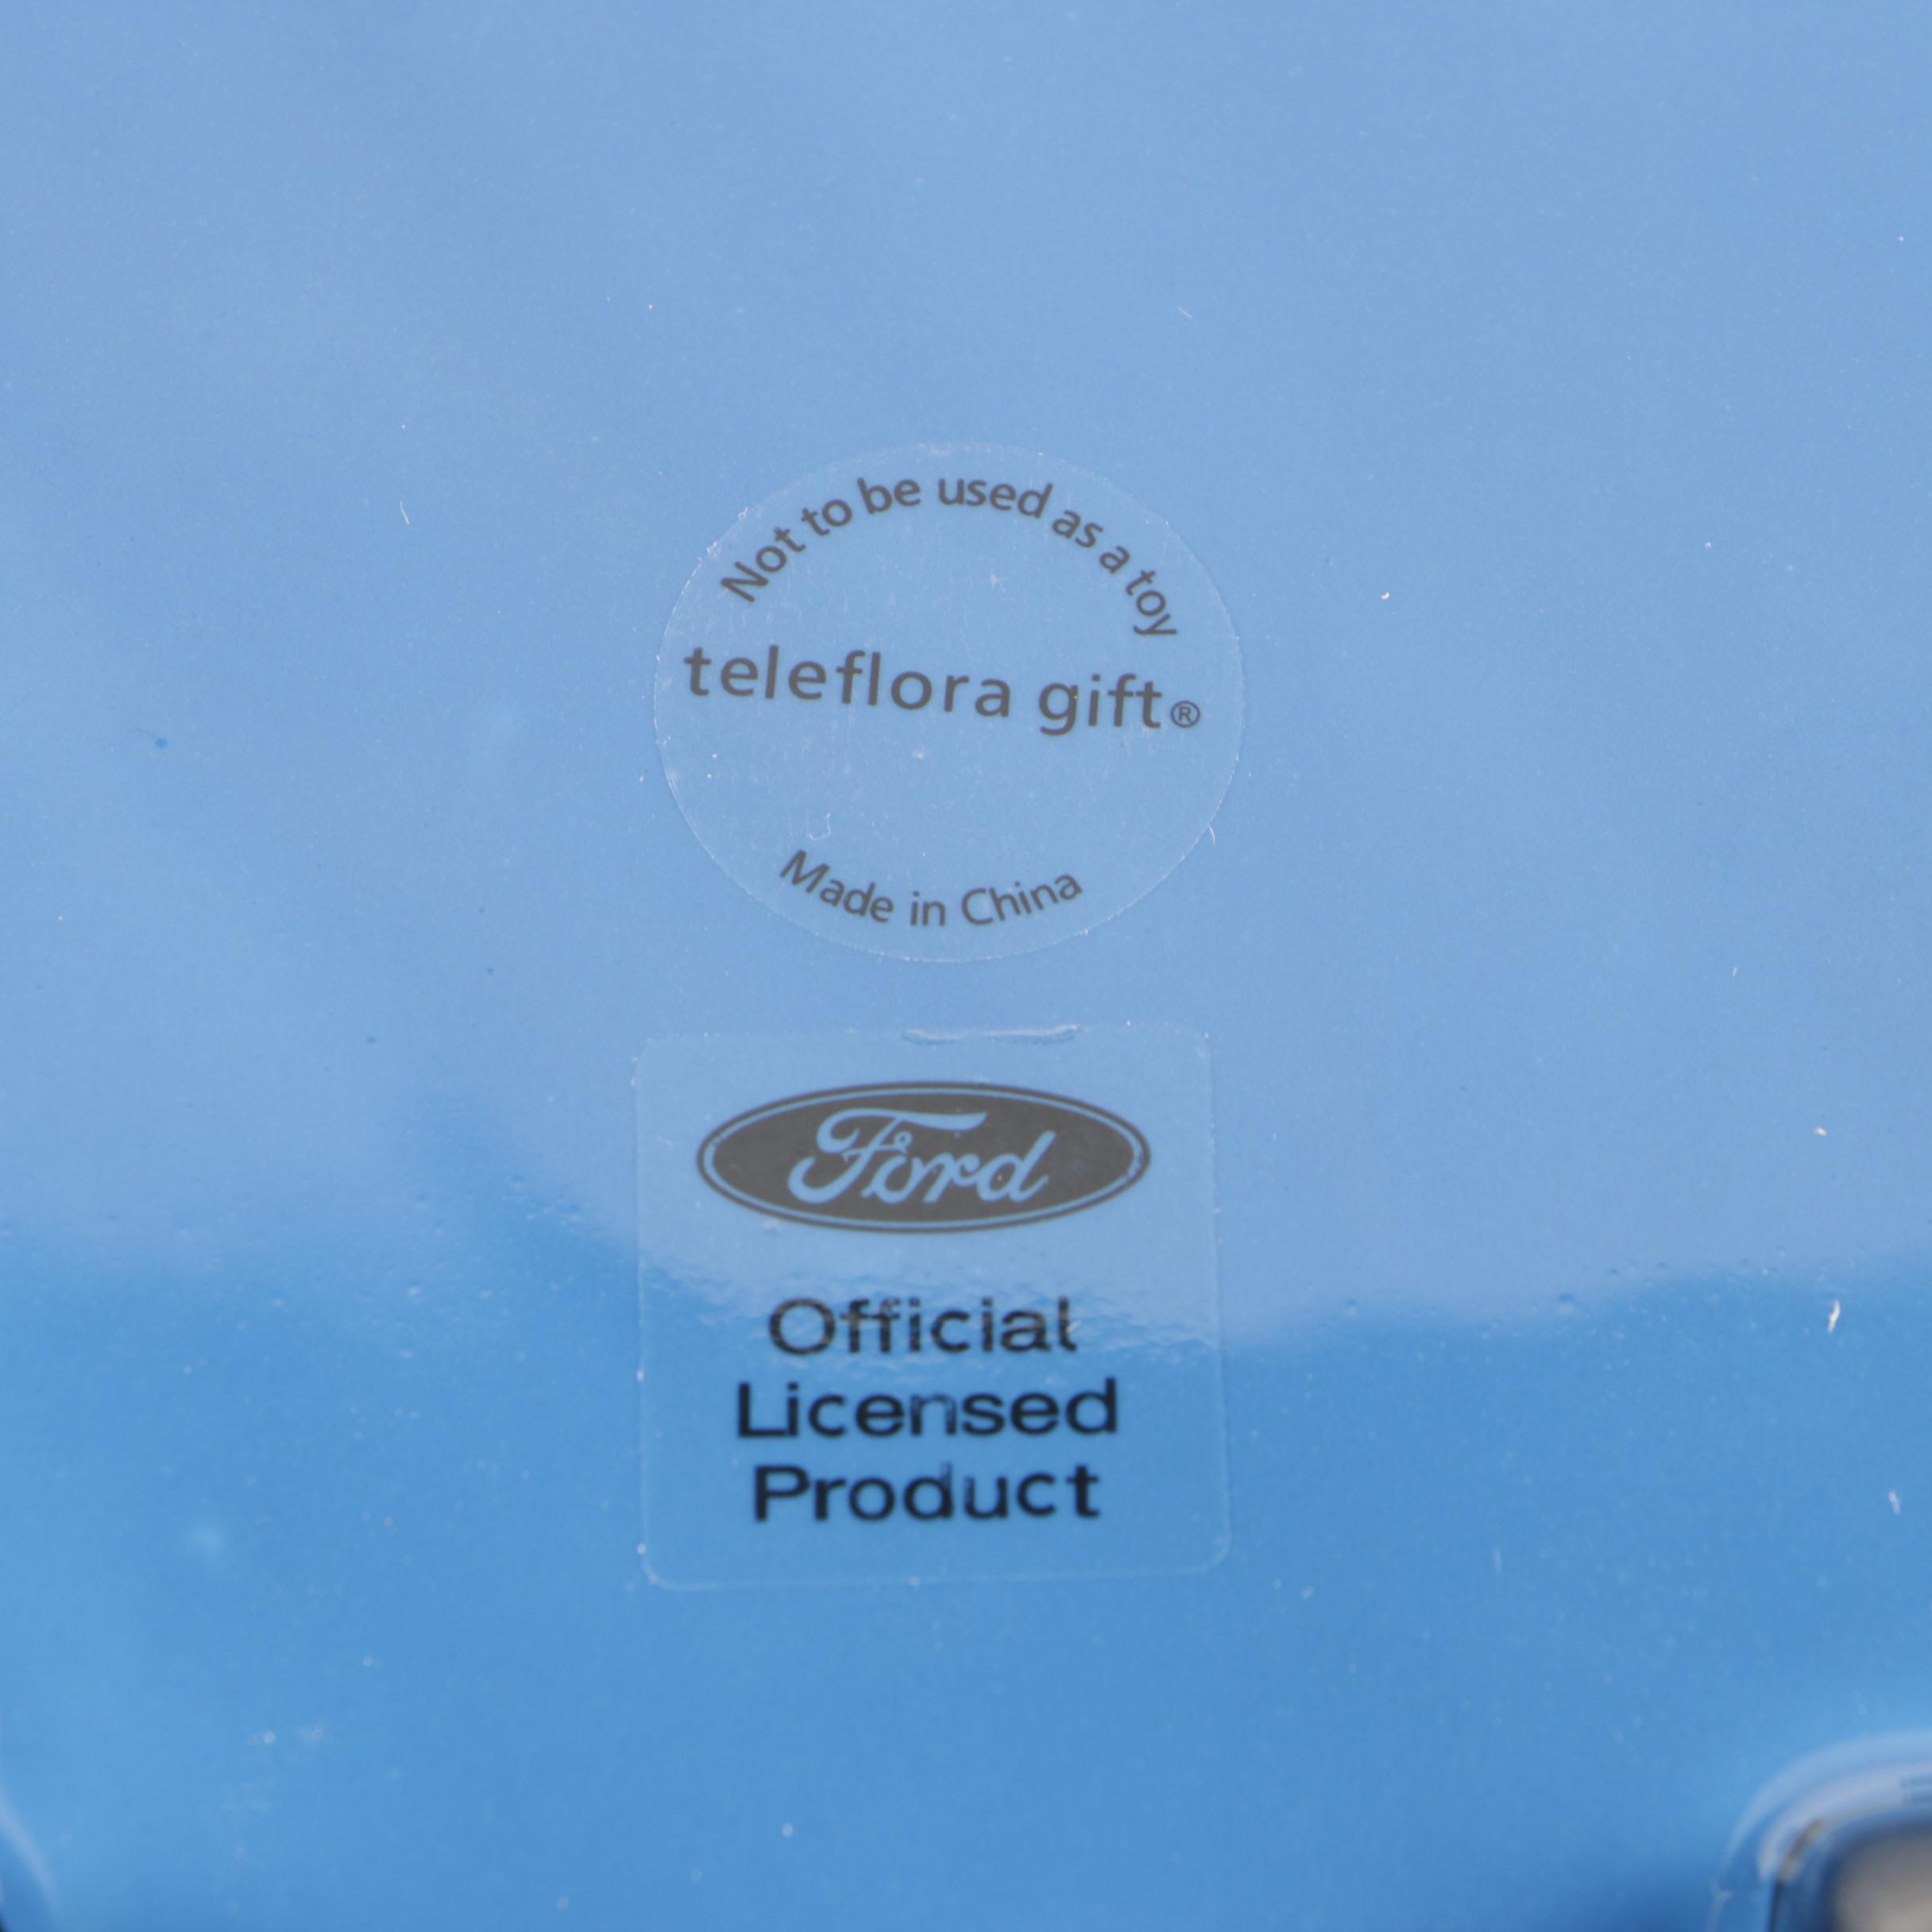 Not to be used as a toy
teleflora gift®
Made in China
Ford
Official
Licensed
Product